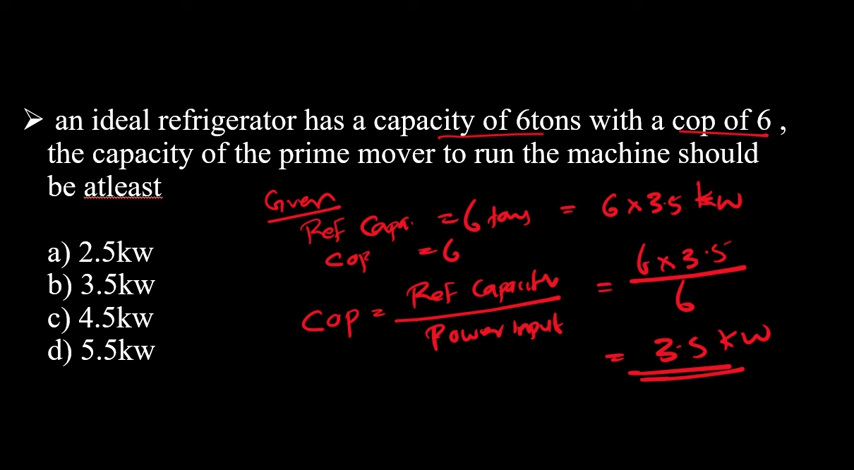 ➢ an ideal refrigerator has a capacity of 6tons with a cop of 6 ,
the capacity of the prime mover to run the machine should
be atleast
Given
Ref Capa. = 6 tons = 6 x 3.5 kw
Cop = 6
Cop = Ref Capacity / Power input = 6 x 3.5 / 6
= 3.5 kw
a) 2.5kw
b) 3.5kw
c) 4.5kw
d) 5.5kw